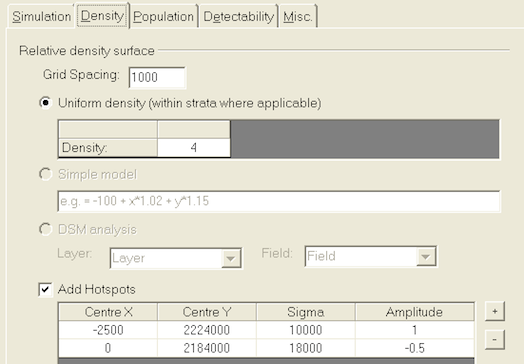 Simulation Density Population Detectability Misc.
Relative density surface
Grid Spacing: 1000
Uniform density (within strata where applicable)
Density: 4
Simple model
e.g. = -100 + x*1.02 + y*1.15
DSM analysis
Layer: Layer Field: Field
Add Hotspots
Centre X Centre Y Sigma Amplitude +
-2500 2224000 10000 1
0 2184000 18000 -0.5 -